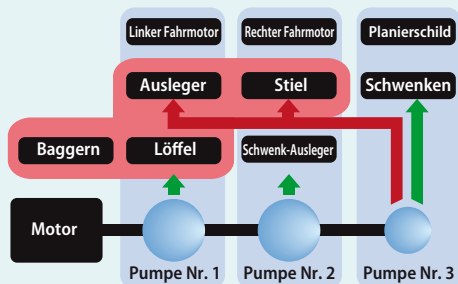 Linker Fahrmotor
Rechter Fahrmotor
Planierschild
Ausleger
Stiel
Schwenken
Baggern
Löffel
Schwenk-Ausleger
Motor
Pumpe Nr. 1
Pumpe Nr. 2
Pumpe Nr. 3